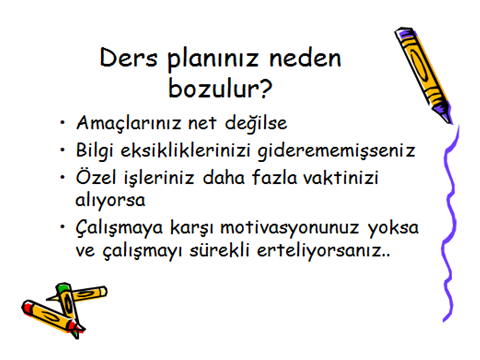 Ders planınız neden
bozulur?
• Amaçlarınız net değilse
• Bilgi eksikliklerinizi giderememişseniz
• Özel işleriniz daha fazla vaktinizi
alıyorsa
• Çalışmaya karşı motivasyonunuz yoksa
ve çalışmayı sürekli erteliyorsanız..